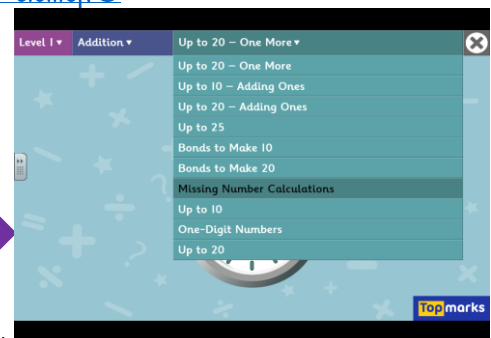 Level 1 ▾ Addition ▾ Up to 20 – One More ▾
Up to 20 – One More
Up to 10 – Adding Ones
Up to 20 – Adding Ones
Up to 25
Bonds to Make 10
Bonds to Make 20
Missing Number Calculations
Up to 10
One-Digit Numbers
Up to 20
Topmarks